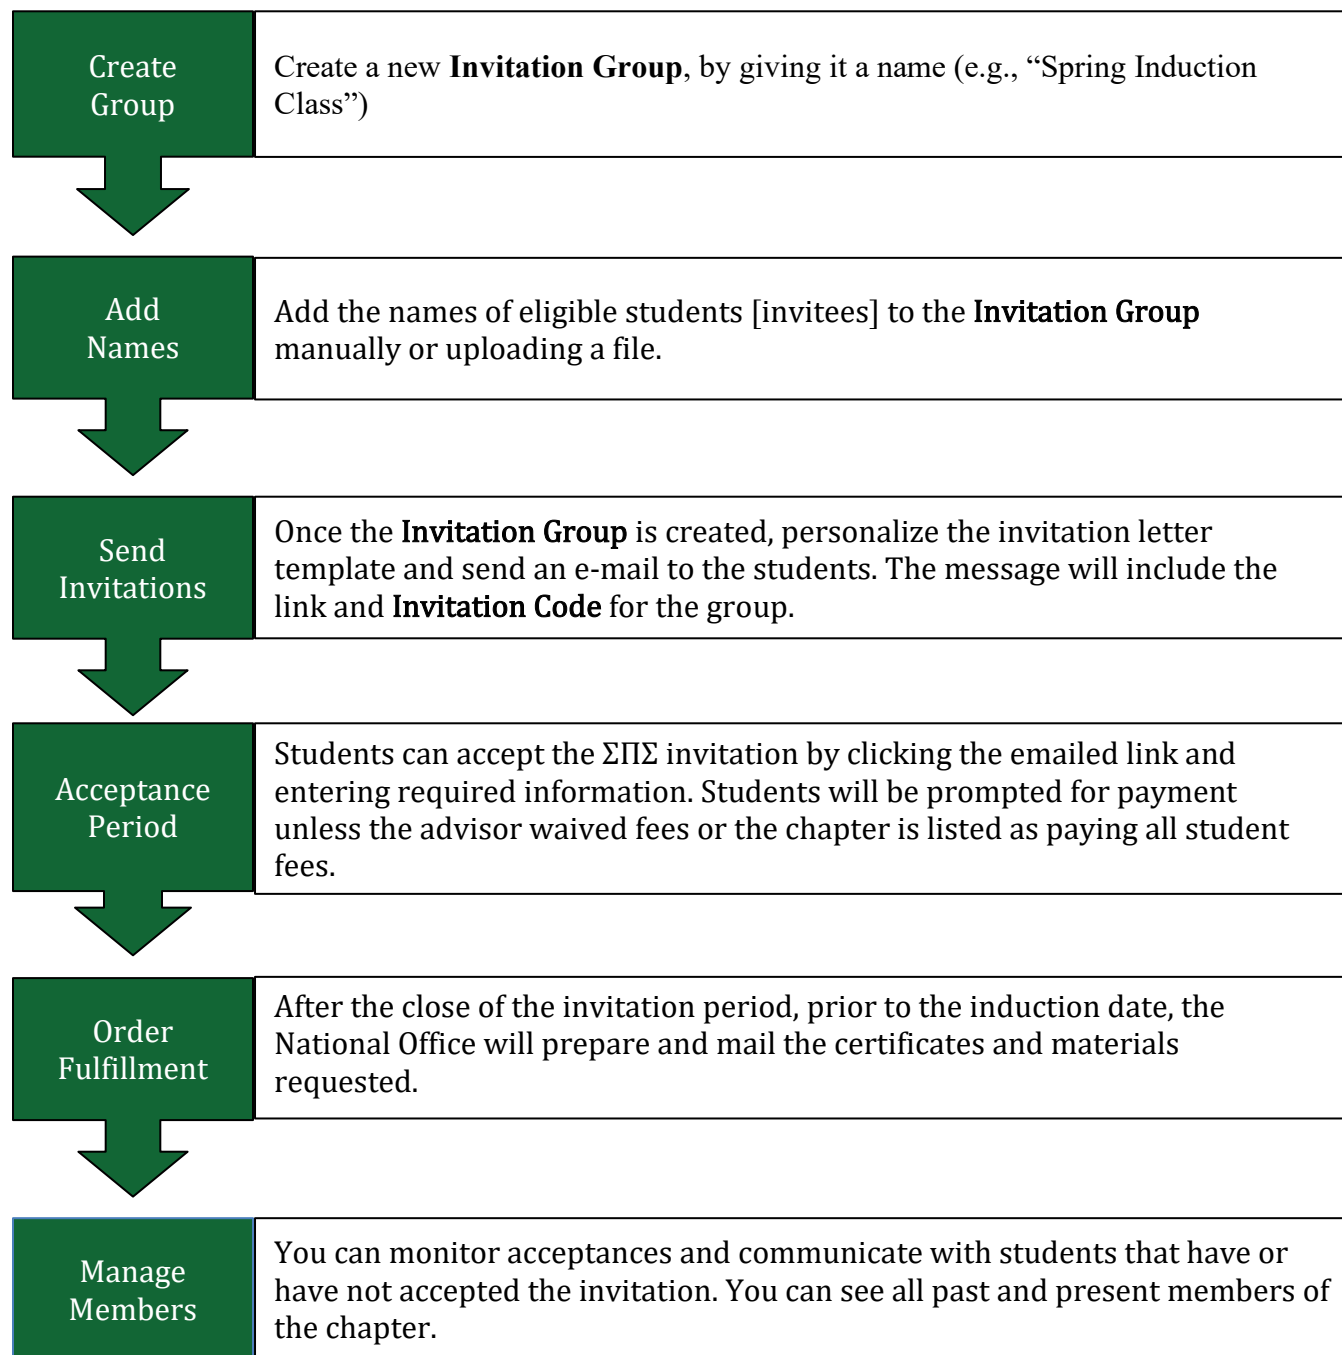 Create
Group
Create a new Invitation Group, by giving it a name (e.g., “Spring Induction
Class”)
Add
Names
Add the names of eligible students [invitees] to the Invitation Group
manually or uploading a file.
Send
Invitations
Once the Invitation Group is created, personalize the invitation letter
template and send an e-mail to the students. The message will include the
link and Invitation Code for the group.
Acceptance
Period
Students can accept the ΣΠΣ invitation by clicking the emailed link and
entering required information. Students will be prompted for payment
unless the advisor waived fees or the chapter is listed as paying all student
fees.
Order
Fulfillment
After the close of the invitation period, prior to the induction date, the
National Office will prepare and mail the certificates and materials
requested.
Manage
Members
You can monitor acceptances and communicate with students that have or
have not accepted the invitation. You can see all past and present members of
the chapter.